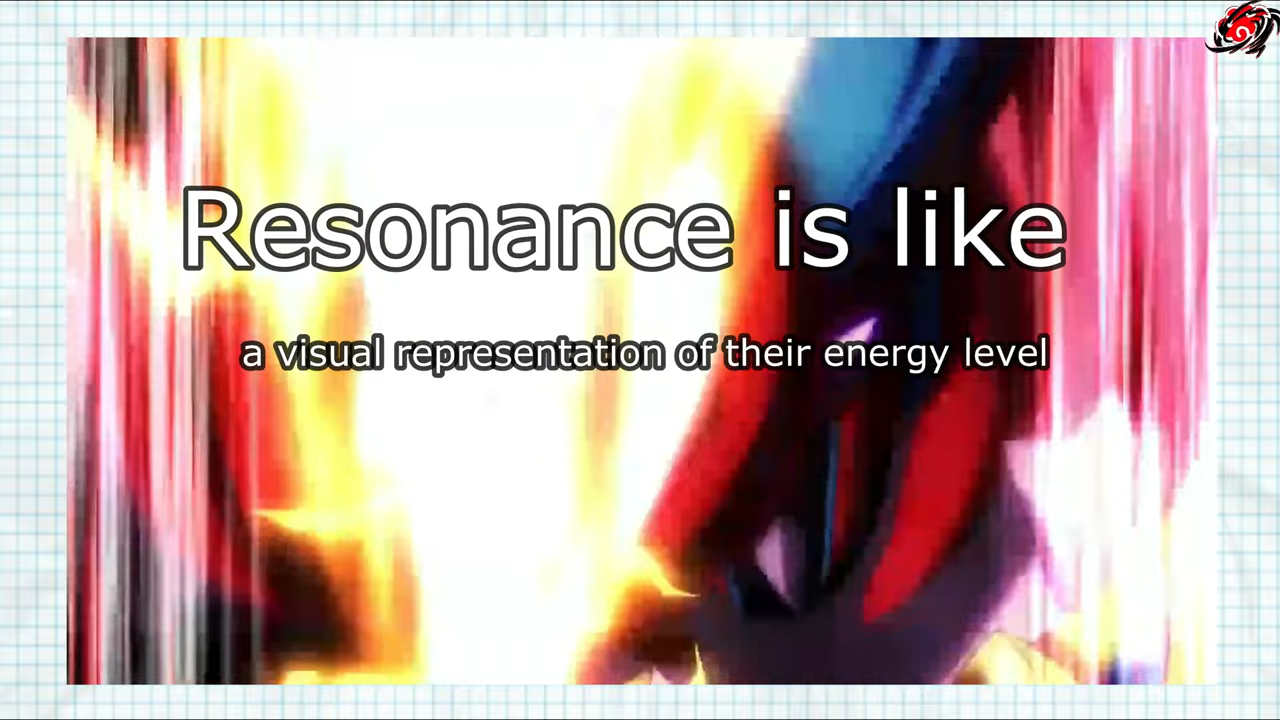 Resonance is like
a visual representation of their energy level